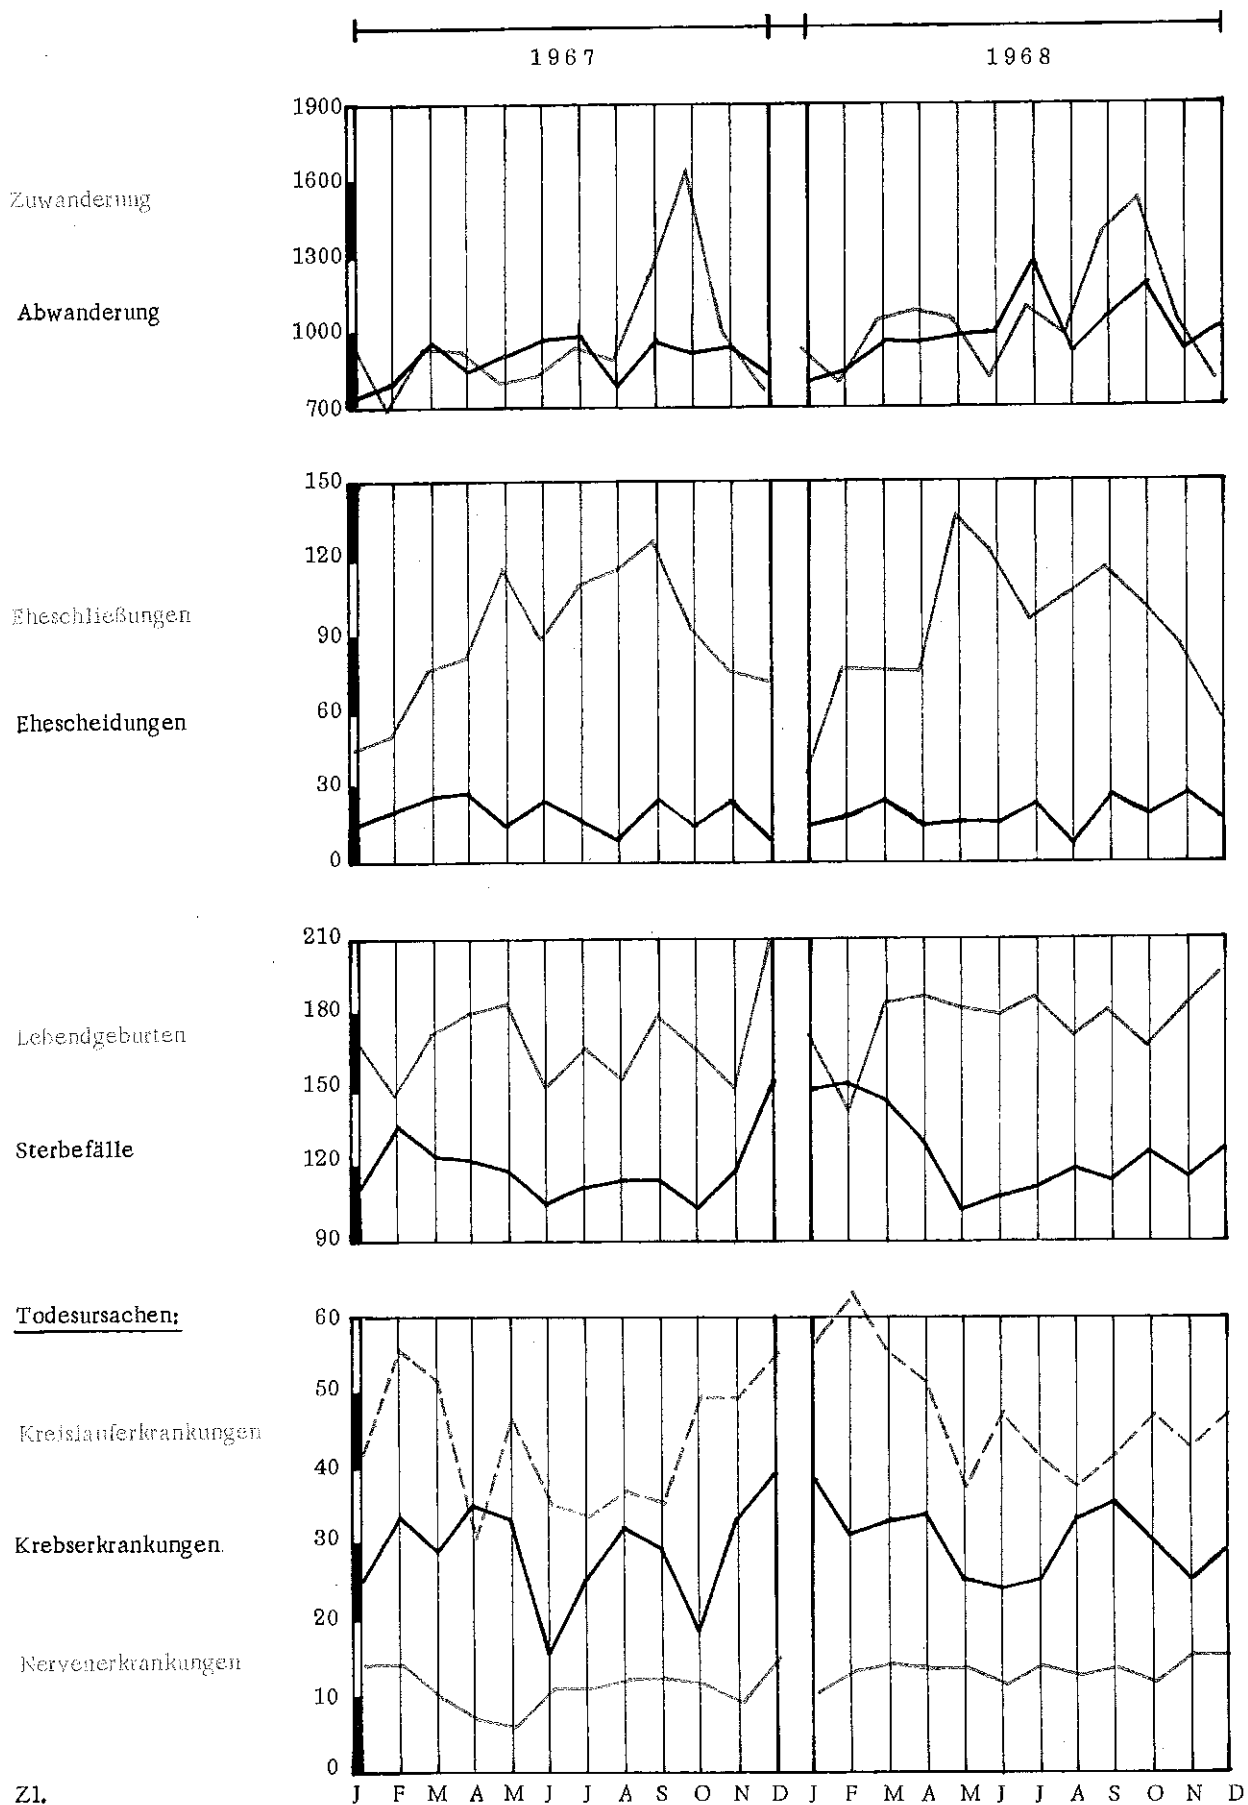 1967 1968
1900
1600
Zuwanderung
1300
Abwanderung
1000
700
150
120
Eheschließungen
90
60
Ehescheidungen
30
0
210
180
Lebendgeburten
150
Sterbefälle
120
90
Todesursachen:
60
50
Kreislauferkrankungen
40
Krebserkrankungen
30
20
Nervenerkrankungen
10
0
Zl. J F M A M J J A S O N D J F M A M J J A S O N D